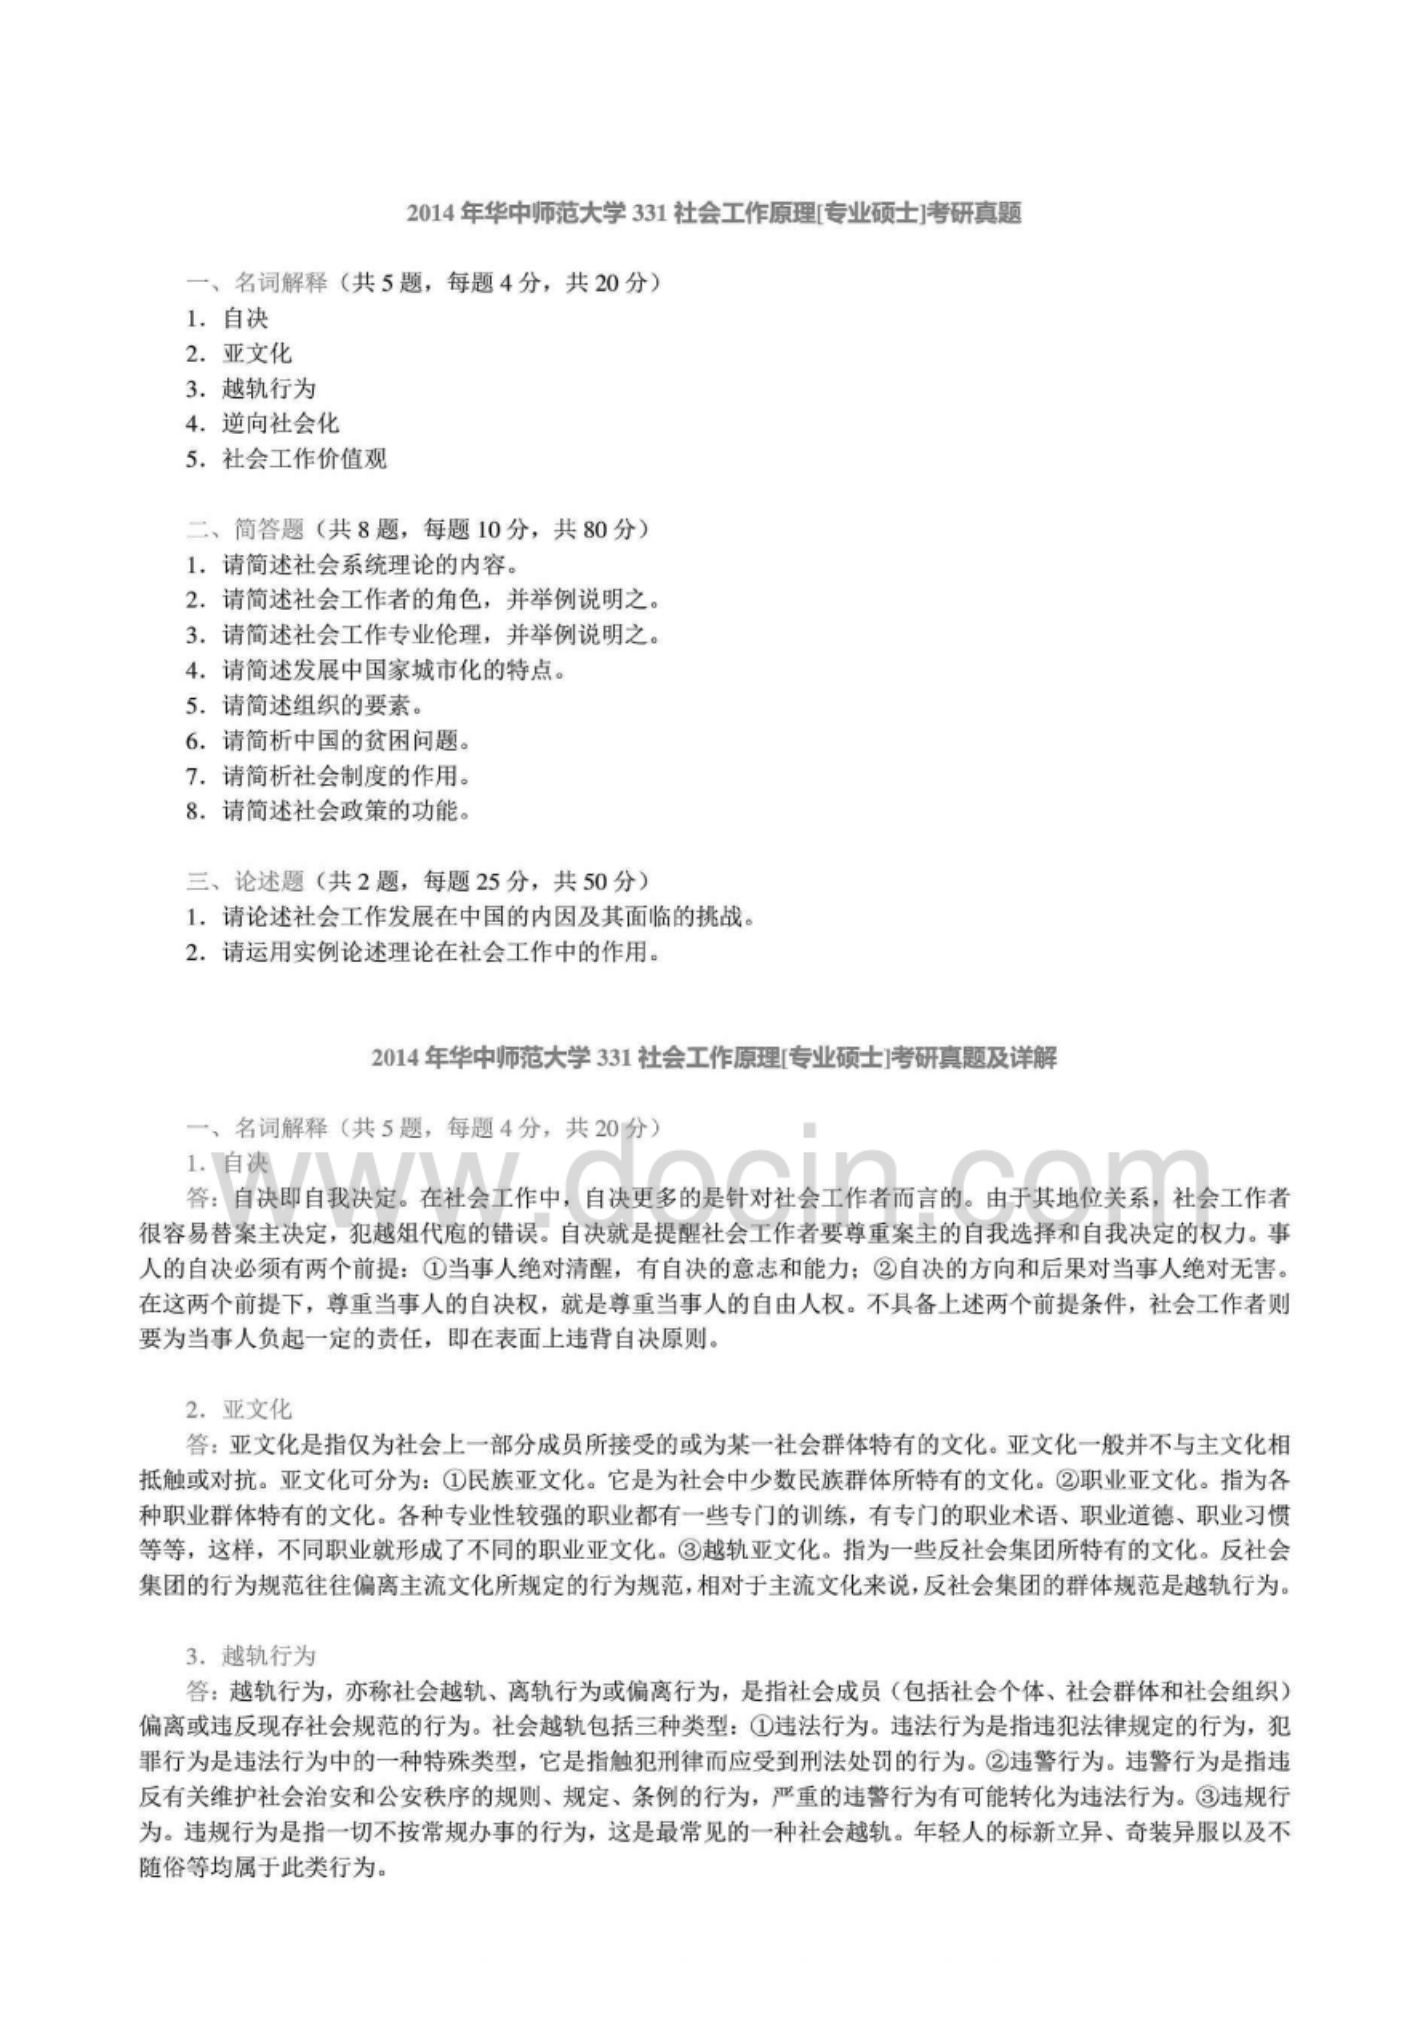 2014 年华中师范大学 331 社会工作原理[专业硕士]考研真题
一、名词解释（共 5 题，每题 4 分，共 20 分）
1．自决
2．亚文化
3．越轨行为
4．逆向社会化
5．社会工作价值观
二、简答题（共 8 题，每题 10 分，共 80 分）
1．请简述社会系统理论的内容。
2．请简述社会工作者的角色，并举例说明之。
3．请简述社会工作专业伦理，并举例说明之。
4．请简述发展中国家城市化的特点。
5．请简述组织的要素。
6．请简析中国的贫困问题。
7．请简析社会制度的作用。
8．请简述社会政策的功能。
三、论述题（共 2 题，每题 25 分，共 50 分）
1．请论述社会工作发展在中国的内因及其面临的挑战。
2．请运用实例论述理论在社会工作中的作用。
2014 年华中师范大学 331 社会工作原理[专业硕士]考研真题及详解
一、名词解释（共 5 题，每题 4 分，共 20 分）
1．自决
www.docin.com
答：自决即自我决定。在社会工作中，自决更多的是针对社会工作者而言的。由于其地位关系，社会工作者
很容易替案主决定，犯越俎代庖的错误。自决就是提醒社会工作者要尊重案主的自我选择和自我决定的权力。事
人的自决必须有两个前提：①当事人绝对清醒，有自决的意志和能力；②自决的方向和后果对当事人绝对无害。
在这两个前提下，尊重当事人的自决权，就是尊重当事人的自由人权。不具备上述两个前提条件，社会工作者则
要为当事人负起一定的责任，即在表面上违背自决原则。
2．亚文化
答：亚文化是指仅为社会上一部分成员所接受的或为某一社会群体特有的文化。亚文化一般并不与主文化相
抵触或对抗。亚文化可分为：①民族亚文化。它是为社会中少数民族群体所特有的文化。②职业亚文化。指为各
种职业群体特有的文化。各种专业性较强的职业都有一些专门的训练，有专门的职业术语、职业道德、职业习惯
等等，这样，不同职业就形成了不同的职业亚文化。③越轨亚文化。指为一些反社会集团所特有的文化。反社会
集团的行为规范往往偏离主流文化所规定的行为规范，相对于主流文化来说，反社会集团的群体规范是越轨行为。
3．越轨行为
答：越轨行为，亦称社会越轨、离轨行为或偏离行为，是指社会成员（包括社会个体、社会群体和社会组织）
偏离或违反现存社会规范的行为。社会越轨包括三种类型：①违法行为。违法行为是指违犯法律规定的行为，犯
罪行为是违法行为中的一种特殊类型，它是指触犯刑律而应受到刑法处罚的行为。②违警行为。违警行为是指违
反有关维护社会治安和公安秩序的规则、规定、条例的行为，严重的违警行为有可能转化为违法行为。③违规行
为。违规行为是指一切不按常规办事的行为，这是最常见的一种社会越轨。年轻人的标新立异、奇装异服以及不
随俗等均属于此类行为。